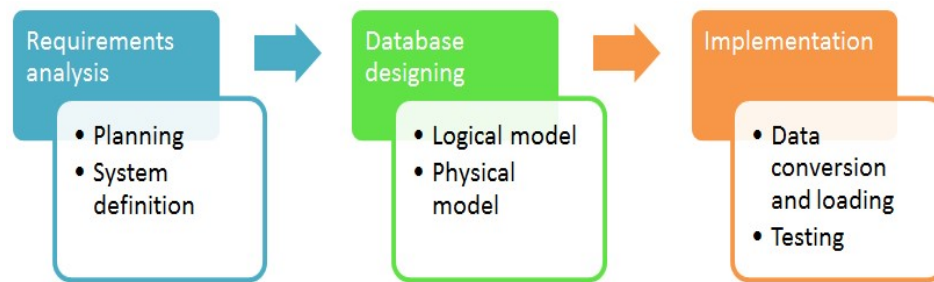 Requirements
analysis
• Planning
• System
definition
Database
designing
• Logical model
• Physical
model
Implementation
• Data
conversion
and loading
• Testing